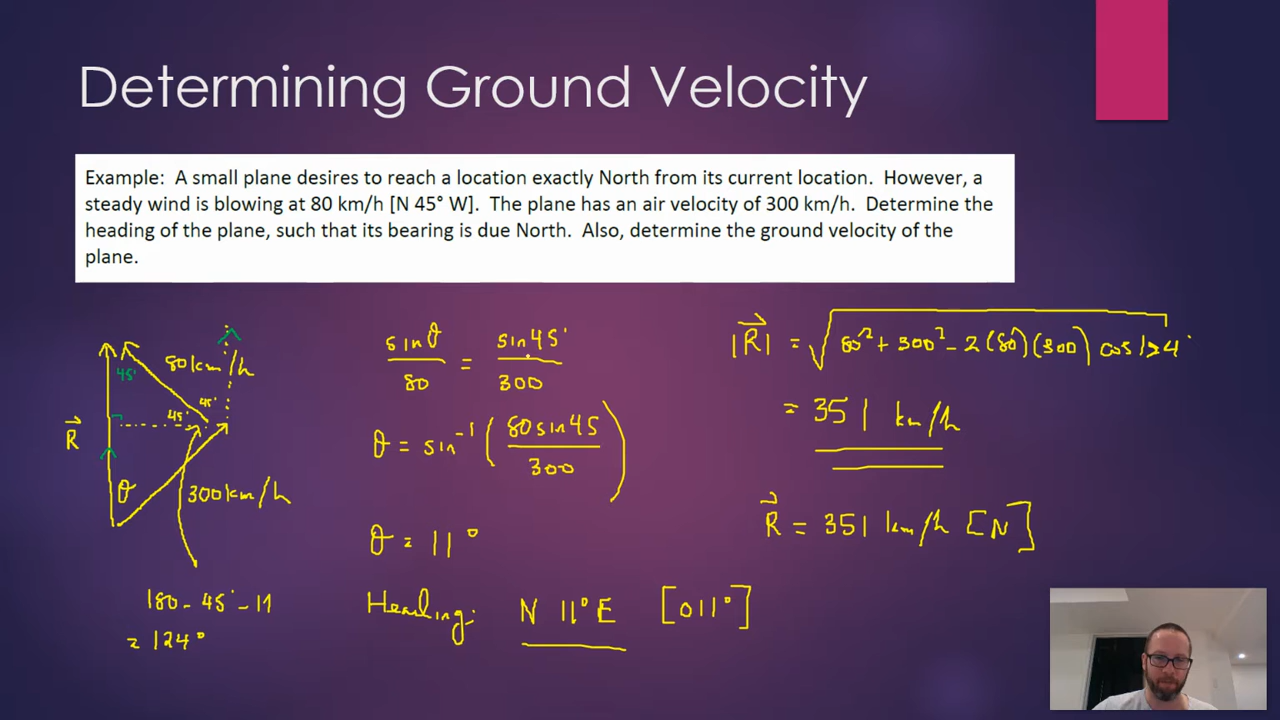 Determining Ground Velocity
Example: A small plane desires to reach a location exactly North from its current location. However, a
steady wind is blowing at 80 km/h [N 45° W]. The plane has an air velocity of 300 km/h. Determine the
heading of the plane, such that its bearing is due North. Also, determine the ground velocity of the
plane.
80km/h
45°
45°
45°
R⃗
θ
300km/h
180 - 45° - 11
= 124°
sinθ/80 = sin45°/300
θ = sin⁻¹(80sin45/300)
θ = 11°
Heading: N 11°E [011°]
|R⃗| = √80² + 300² - 2(80)(300) cos124°
= 351 km/h
R⃗ = 351 km/h [N]